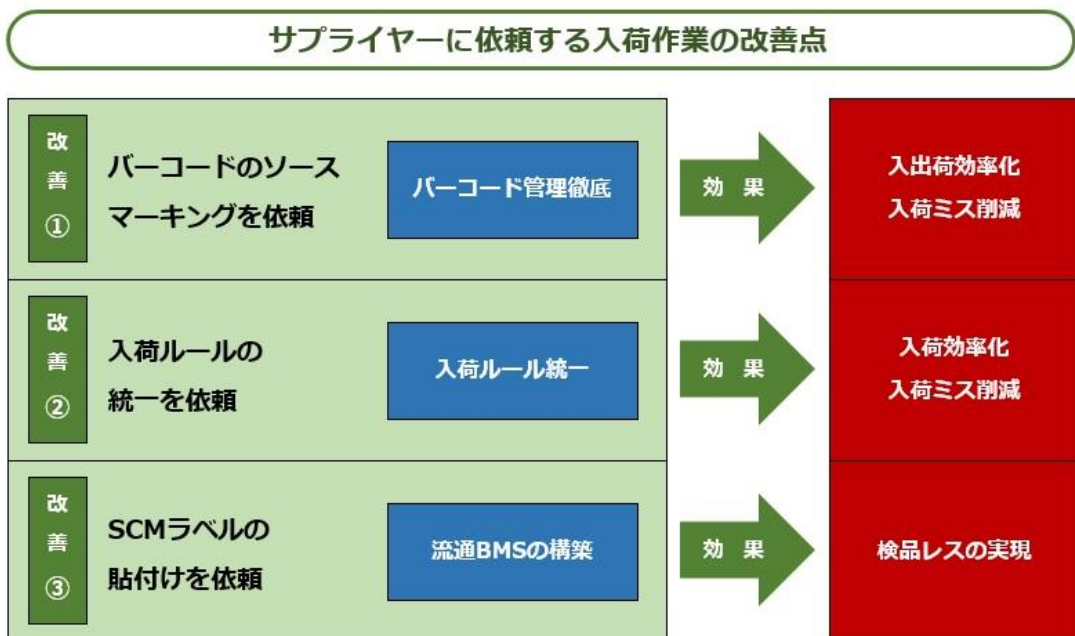 サプライヤーに依頼する入荷作業の改善点
改善①
バーコードのソース
マーキングを依頼
バーコード管理徹底
効 果
入出荷効率化
入荷ミス削減
改善②
入荷ルールの
統一を依頼
入荷ルール統一
効 果
入荷効率化
入荷ミス削減
改善③
SCMラベルの
貼付けを依頼
流通BMSの構築
効 果
検品レスの実現